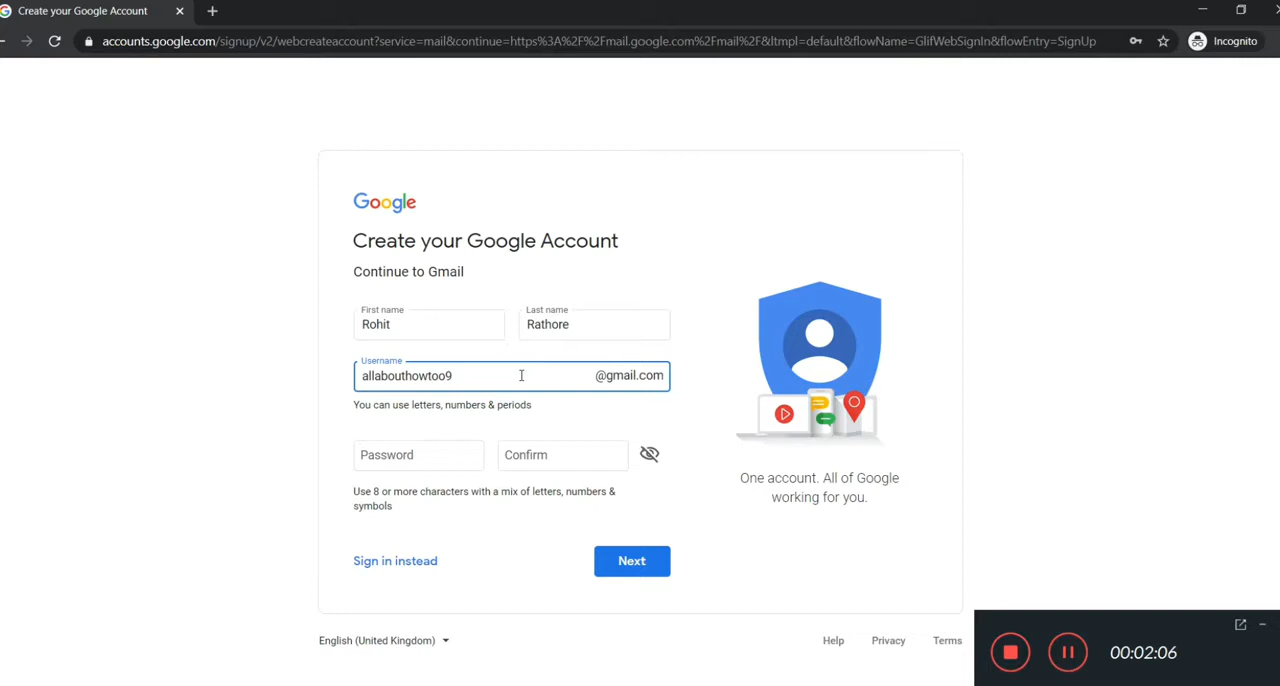 Create your Google Account
accounts.google.com/signup/v2/webcreateaccount?service=mail&continue=https%3A%2F%2Fmail.google.com%2Fmail%2F&ltmpl=default&flowName=GlifWebSignIn&flowEntry=SignUp
Incognito
Google
Create your Google Account
Continue to Gmail
First name
Last name
Rohit
Rathore
Username
allabouthowtoo9
@gmail.com
You can use letters, numbers & periods
Password
Confirm
Use 8 or more characters with a mix of letters, numbers &
symbols
One account. All of Google
working for you.
Sign in instead
Next
English (United Kingdom)
Help
Privacy
Terms
00:02:06